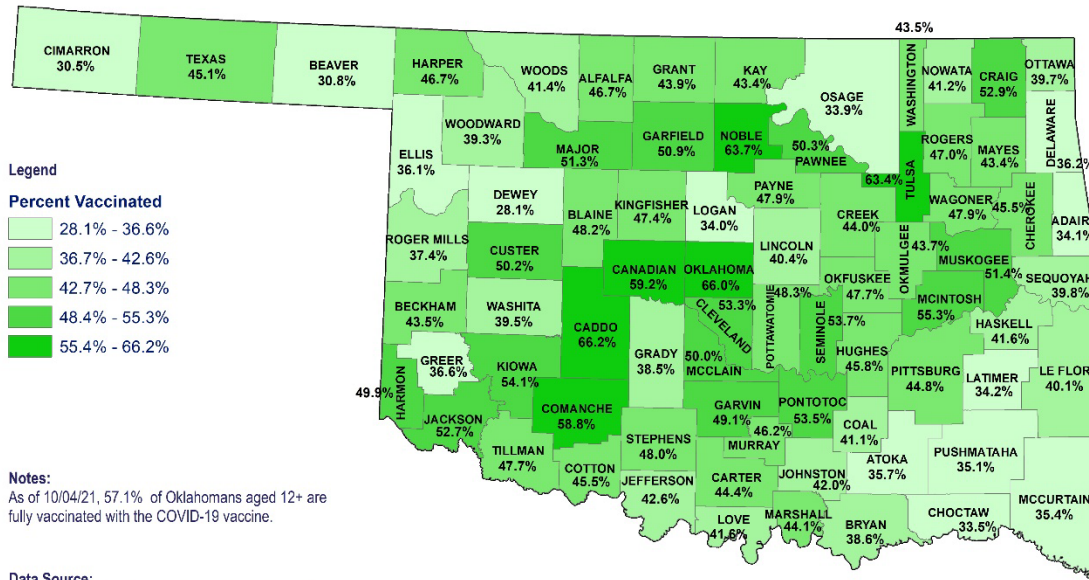 43.5%
CIMARRON
30.5%
TEXAS
45.1%
BEAVER
30.8%
HARPER
46.7%
WOODS
41.4%
ALFALFA
46.7%
GRANT
43.9%
KAY
43.4%
OSAGE
33.9%
WASHINGTON
NOWATA
41.2%
CRAIG
52.9%
OTTAWA
39.7%
WOODWARD
39.3%
ELLIS
36.1%
MAJOR
51.3%
GARFIELD
50.9%
NOBLE
63.7%
50.3%
PAWNEE
63.4%
TULSA
ROGERS
47.0%
MAYES
43.4%
DELAWARE
36.2%
Legend
Percent Vaccinated
28.1% - 36.6%
36.7% - 42.6%
42.7% - 48.3%
48.4% - 55.3%
55.4% - 66.2%
DEWEY
28.1%
BLAINE
48.2%
KINGFISHER
47.4%
LOGAN
34.0%
PAYNE
47.9%
CREEK
44.0%
WAGONER
47.9%
45.5%
CHEROKEE
ADAIR
34.1%
ROGER MILLS
37.4%
CUSTER
50.2%
CANADIAN
59.2%
OKLAHOMA
66.0%
LINCOLN
40.4%
OKFUSKEE
47.7%
OKMULGEE
43.7%
MUSKOGEE
51.4%
SEQUOYAH
39.8%
BECKHAM
43.5%
WASHITA
39.5%
CADDO
66.2%
GRADY
38.5%
53.3%
CLEVELAND
48.3%
POTTAWATOMIE
SEMINOLE
53.7%
HUGHES
45.8%
MCINTOSH
55.3%
HASKELL
41.6%
GREER
36.6%
KIOWA
54.1%
50.0%
MCCLAIN
PITTSBURG
44.8%
LATIMER
34.2%
LE FLOR
40.1%
49.9%
HARMON
JACKSON
52.7%
COMANCHE
58.8%
GARVIN
49.1%
PONTOTOC
53.5%
COAL
41.1%
TILLMAN
47.7%
COTTON
45.5%
STEPHENS
48.0%
46.2%
MURRAY
ATOKA
35.7%
PUSHMATAHA
35.1%
JEFFERSON
42.6%
CARTER
44.4%
JOHNSTON
42.0%
MCCURTAIN
35.4%
LOVE
41.6%
MARSHALL
44.1%
BRYAN
38.6%
CHOCTAW
33.5%
Notes:
As of 10/04/21, 57.1% of Oklahomans aged 12+ are
fully vaccinated with the COVID-19 vaccine.
Data Source: